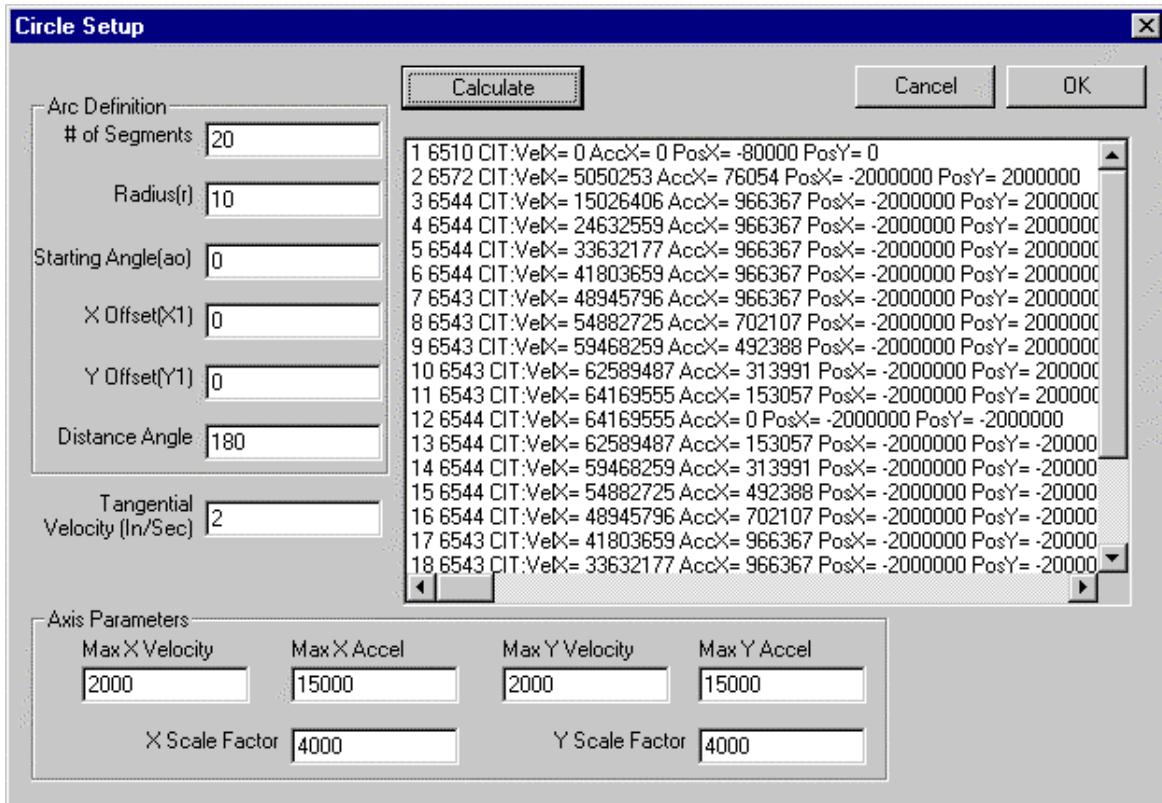 Circle Setup
Calculate
Cancel
OK
Arc Definition
# of Segments
20
Radius(r)
10
Starting Angle(ao)
0
X Offset(X1)
0
Y Offset(Y1)
0
Distance Angle
180
Tangential
Velocity (In/Sec)
2
1 6510 CIT:VelX= 0 AccX= 0 PosX= -80000 PosY= 0
2 6572 CIT:VelX= 5050253 AccX= 76054 PosX= -2000000 PosY= 2000000
3 6544 CIT:VelX= 15026406 AccX= 966367 PosX= -2000000 PosY= 2000000
4 6544 CIT:VelX= 24632559 AccX= 966367 PosX= -2000000 PosY= 2000000
5 6544 CIT:VelX= 33632177 AccX= 966367 PosX= -2000000 PosY= 2000000
6 6544 CIT:VelX= 41803659 AccX= 966367 PosX= -2000000 PosY= 2000000
7 6543 CIT:VelX= 48945796 AccX= 966367 PosX= -2000000 PosY= 2000000
8 6543 CIT:VelX= 54882725 AccX= 702107 PosX= -2000000 PosY= 2000000
9 6543 CIT:VelX= 59468259 AccX= 492388 PosX= -2000000 PosY= 2000000
10 6543 CIT:VelX= 62589487 AccX= 313991 PosX= -2000000 PosY= 200000
11 6543 CIT:VelX= 64169555 AccX= 153057 PosX= -2000000 PosY= 200000
12 6544 CIT:VelX= 64169555 AccX= 0 PosX= -2000000 PosY= -2000000
13 6544 CIT:VelX= 62589487 AccX= 153057 PosX= -2000000 PosY= -20000
14 6544 CIT:VelX= 59468259 AccX= 313991 PosX= -2000000 PosY= -20000
15 6544 CIT:VelX= 54882725 AccX= 492388 PosX= -2000000 PosY= -20000
16 6544 CIT:VelX= 48945796 AccX= 702107 PosX= -2000000 PosY= -20000
17 6543 CIT:VelX= 41803659 AccX= 966367 PosX= -2000000 PosY= -20000
18 6543 CIT:VelX= 33632177 AccX= 966367 PosX= -2000000 PosY= -20000
Axis Parameters
Max X Velocity
Max X Accel
Max Y Velocity
Max Y Accel
2000
15000
2000
15000
X Scale Factor
4000
Y Scale Factor
4000